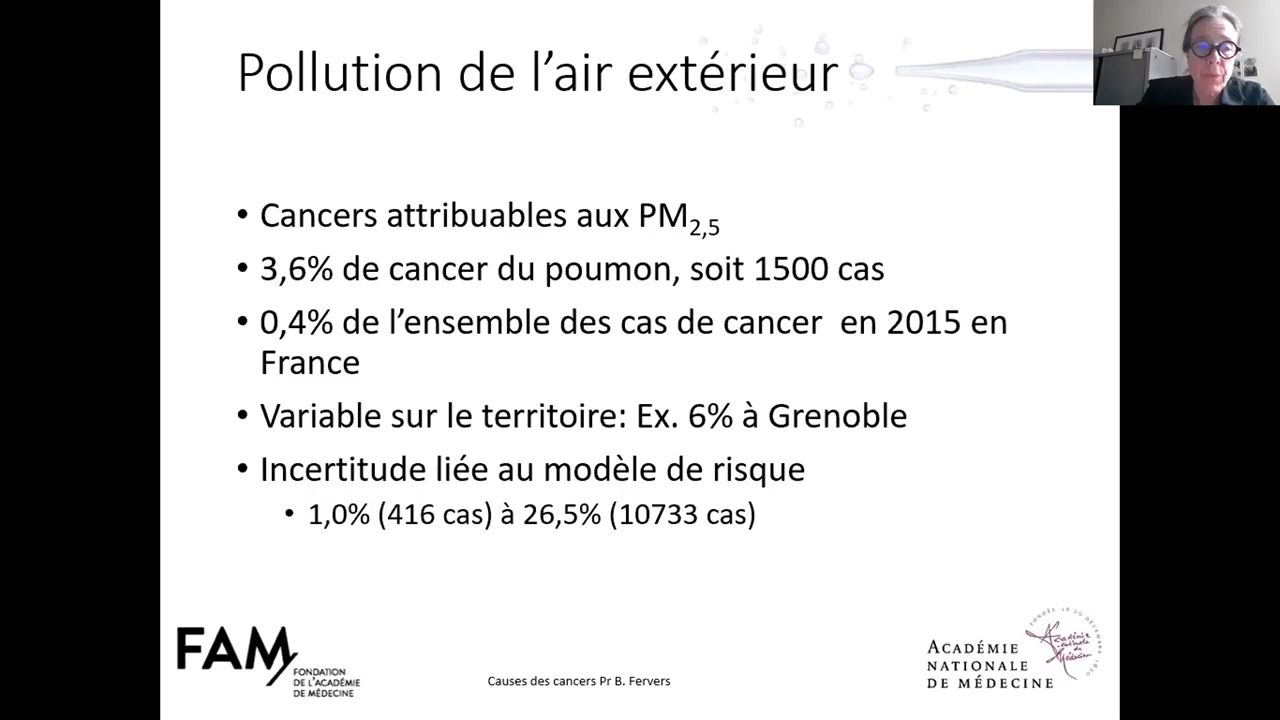 Pollution de l’air extérieur
• Cancers attribuables aux PM2,5
• 3,6% de cancer du poumon, soit 1500 cas
• 0,4% de l’ensemble des cas de cancer  en 2015 en
France
• Variable sur le territoire: Ex. 6% à Grenoble
• Incertitude liée au modèle de risque
• 1,0% (416 cas) à 26,5% (10733 cas)
FAM
FONDATION
DE L’ACADÉMIE
DE MÉDECINE
Causes des cancers Pr B. Fervers
ACADÉMIE
NATIONALE
DE MÉDECINE